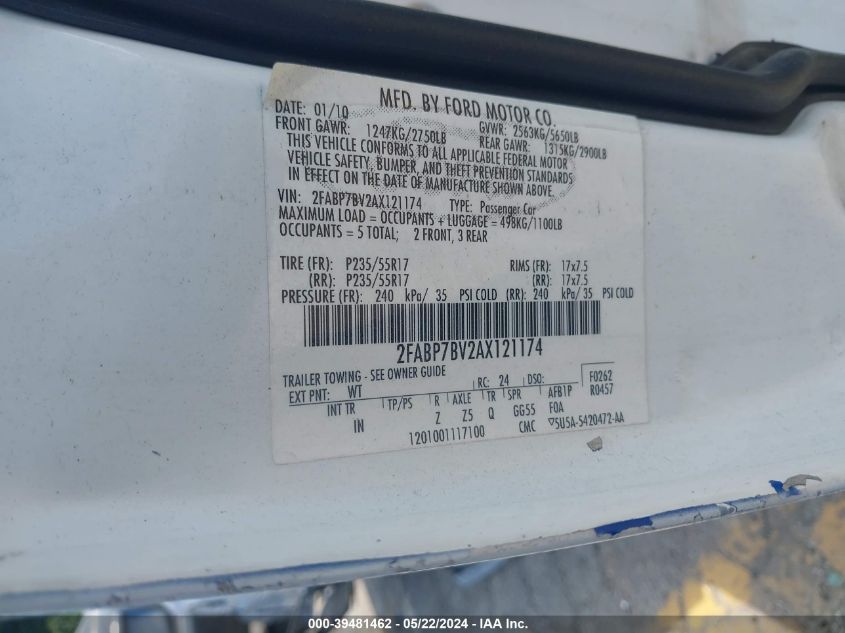 MFD. BY FORD MOTOR CO.
DATE: 01/10 GVWR: 2563KG/5650LB
FRONT GAWR: 1247KG/2750LB REAR GAWR: 1315KG/2900LB
THIS VEHICLE CONFORMS TO ALL APPLICABLE FEDERAL MOTOR
VEHICLE SAFETY, BUMPER, AND THEFT PREVENTION STANDARDS
IN EFFECT ON THE DATE OF MANUFACTURE SHOWN ABOVE.
VIN: 2FABP7BV2AX121174 TYPE: Passenger Car
MAXIMUM LOAD = OCCUPANTS + LUGGAGE = 498KG/1100LB
OCCUPANTS = 5 TOTAL; 2 FRONT, 3 REAR
TIRE (FR): P235/55R17 RIMS (FR): 17x7.5
(RR): P235/55R17 (RR): 17x7.5
PRESSURE (FR): 240 kPa/ 35 PSI COLD (RR): 240 kPa/ 35 PSI COLD
2FABP7BV2AX121174
TRAILER TOWING - SEE OWNER GUIDE
EXT PNT: WT RC: 24 DSO: F0262
INT TR TP/PS R AXLE TR SPR AFB1P R0457
IN Z Z5 Q GG55 FOA
1201001117100 CMC 5U5A-5420472-AA
000-39481462 - 05/22/2024 - IAA Inc.